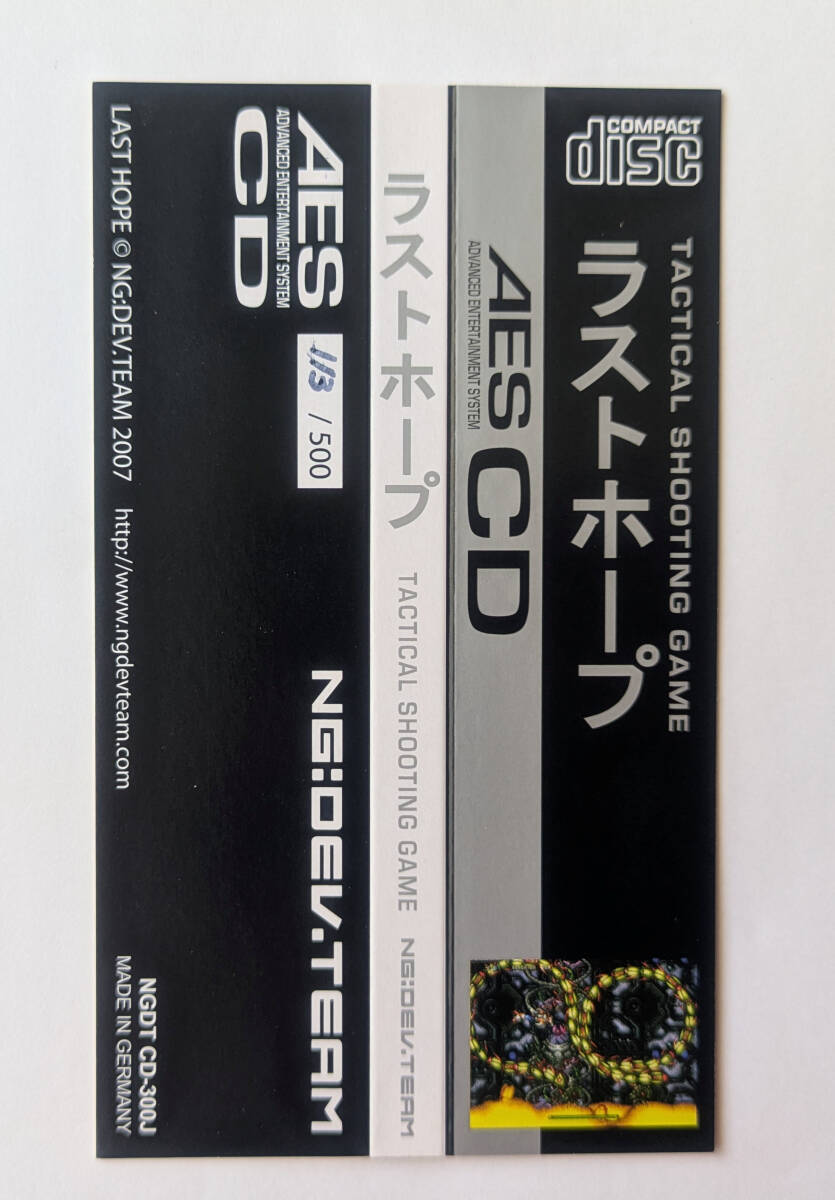 COMPACT
disc
TACTICAL SHOOTING GAME
ラストホープ
AES CD
ADVANCED ENTERTAINMENT SYSTEM
ラストホープ TACTICAL SHOOTING GAME NG:DEV.TEAM
AES
ADVANCED ENTERTAINMENT SYSTEM
CD
113 / 500
NG:DEV.TEAM
LAST HOPE © NG:DEV.TEAM 2007 http://www.ngdevteam.com
NGDT CD-300J
MADE IN GERMANY